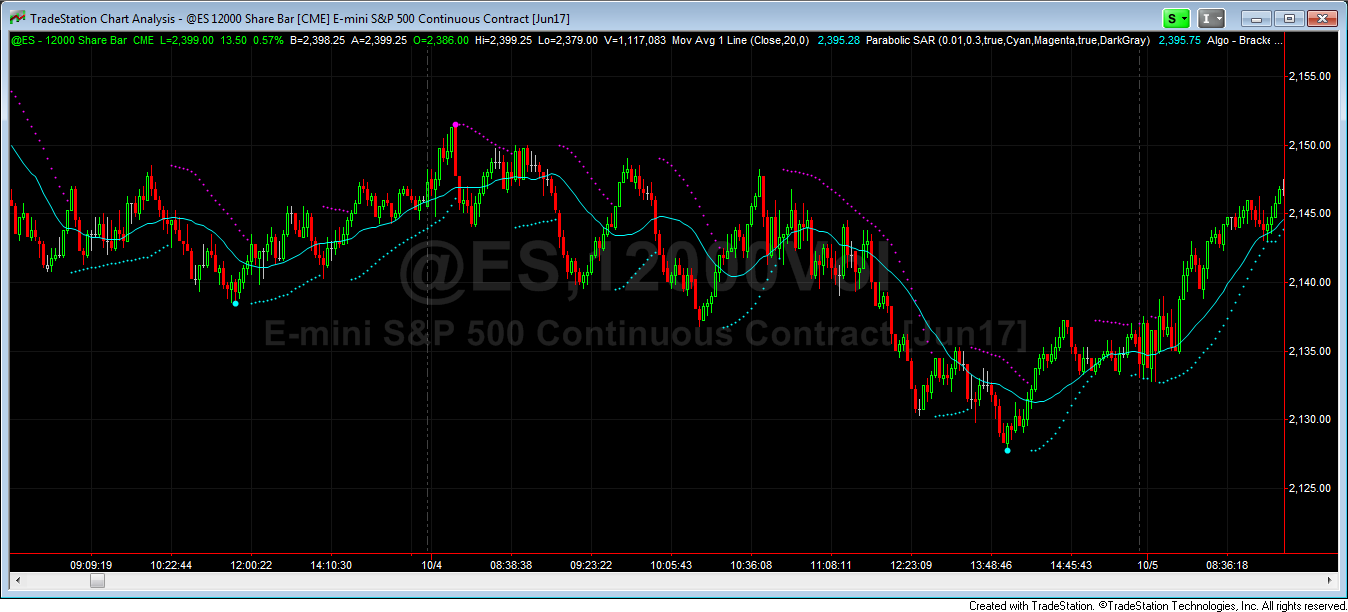 TradeStation Chart Analysis - @ES 12000 Share Bar [CME] E-mini S&P 500 Continuous Contract [Jun17]
S I
@ES - 12000 Share Bar CME L=2,399.00 13.50 0.57% B=2,398.25 A=2,399.25 O=2,386.00 Hi=2,399.25 Lo=2,379.00 V=1,117,083 Mov Avg 1 Line (Close,20,0) 2,395.28 Parabolic SAR (0.01,0.3,true,Cyan,Magenta,true,DarkGray) 2,395.75 Algo - Bracke ...
2,155.00
2,150.00
2,145.00
@ES,12000Vol
2,140.00
E-mini S&P 500 Continuous Contract [Jun17]
2,135.00
2,130.00
2,125.00
09:09:19 10:22:44 12:00:22 14:10:30 10/4 08:38:38 09:23:22 10:05:43 10:36:08 11:08:11 12:23:09 13:48:46 14:45:43 10/5 08:36:18
Created with TradeStation. ©TradeStation Technologies, Inc. All rights reserved.